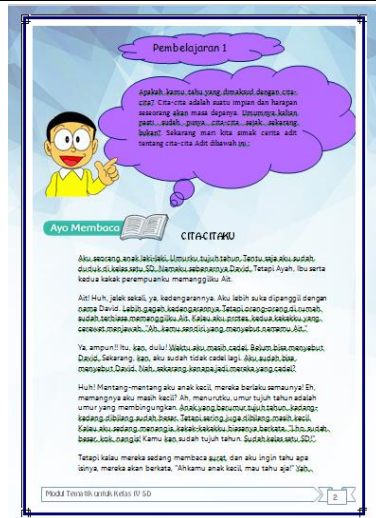 Pembelajaran 1
Apakah kamu tahu yang dimaksud dengan cita-
cita? Cita-cita adalah suatu impian dan harapan
seseorang akan masa depanya. Umumnya kalian
pasti sudah punya cita-cita sejak sekarang
bukan? Sekarang mari kita simak cerita adit
tentang cita-cita Adit dibawah ini :
Ayo Membaca
CITA-CITAKU
Aku seorang anak laki-laki. Umurku tujuh tahun. Tentu saja aku sudah
duduk di kelas satu SD. Namaku sebenarnya David. Tetapi Ayah, Ibu serta
kedua kakak perempuanku memanggilku Ait.
Ait! Huh, jelek sekali, ya, kedengarannya. Aku lebih suka dipanggil dengan
nama David. Lebih gagah kedengarannya. Tetapi orang-orang di rumah
sudah terbiasa memanggilku Ait. Kalau aku protes, kedua kakakku yang
cerewet menjawab, "Ah, kamu sendiri yang menyebut namamu Ait."
Ya, ampun!! Itu, kan, dulu! Waktu aku masih cadel. Belum bisa menyebut
David. Sekarang, kan, aku sudah tidak cadel lagi. Aku sudah bisa
menyebut David. Nah, sekarang kenapa jadi mereka yang cadel?
Huh! Mentang-mentang aku anak kecil, mereka berlaku semaunya! Eh,
memangnya aku masih kecil? Ah, menurutku, umur tujuh tahun adalah
umur yang membingungkan. Anak yang berumur tujuh tahun, kadang-
kadang dibilang sudah besar. Tetapi sering juga dibilang masih kecil.
Kalau aku sedang menangis, kakak-kakakku biasanya berkata, "Lho, sudah
besar, kok, nangis! Kamu kan sudah tujuh tahun. Sudah kelas satu SD!".
Tetapi kalau mereka sedang membaca surat, dan aku ingin tahu apa
isinya, mereka akan berkata, "Ahkamu anak kecil, mau tahu aja!" Yah,
Modul Tematik untuk Kelas IV SD
2